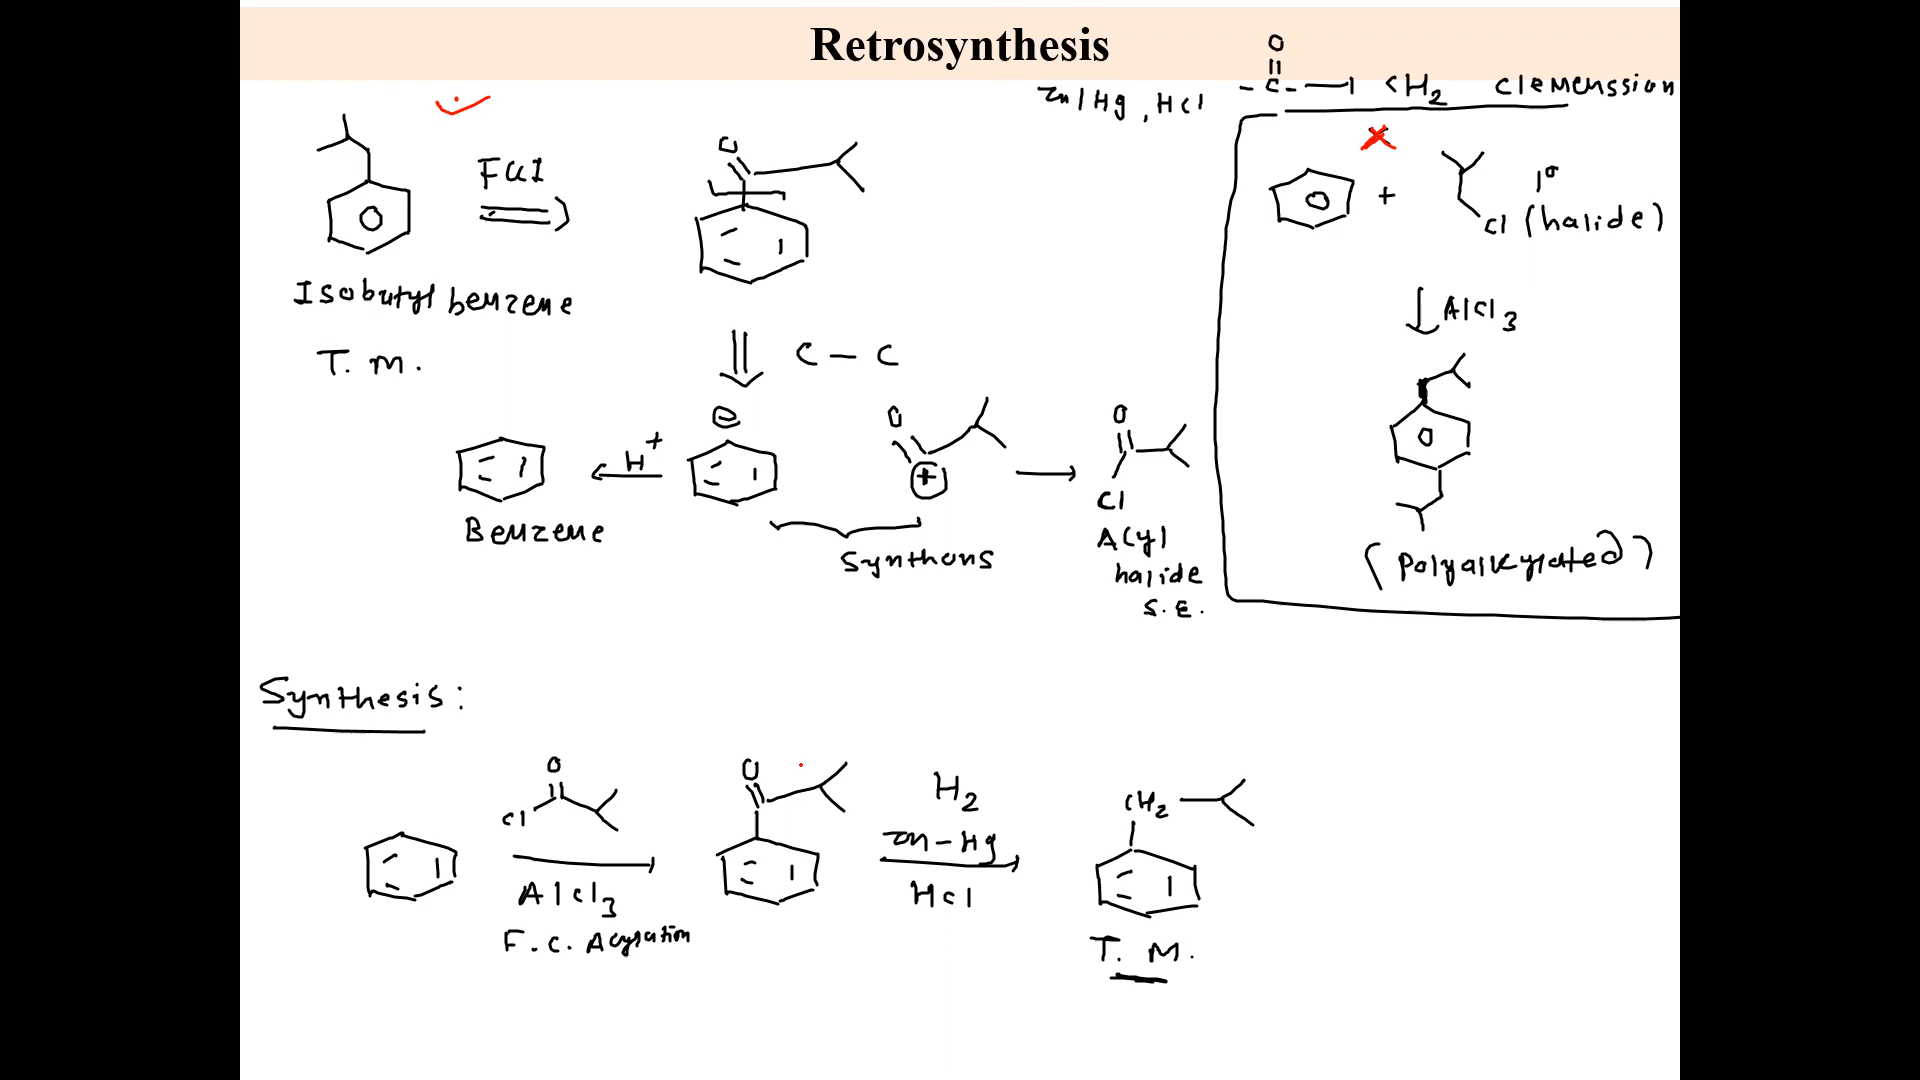 Retrosynthesis
O
Zn/Hg, HCl
-C- → CH2 Clemenssion
FGI
O
1°
+
Cl (halide)
Isobutyl benzene
AlCl3
T. M.
C - C
⊖
O
O
H+
+
Cl
Benzene
Synthons
Acyl
halide
S. E.
(Polyalkylated)
Synthesis:
O
Cl
O
H2
Zn-Hg
CH2
AlCl3
HCl
F. C. Acylation
T. M.